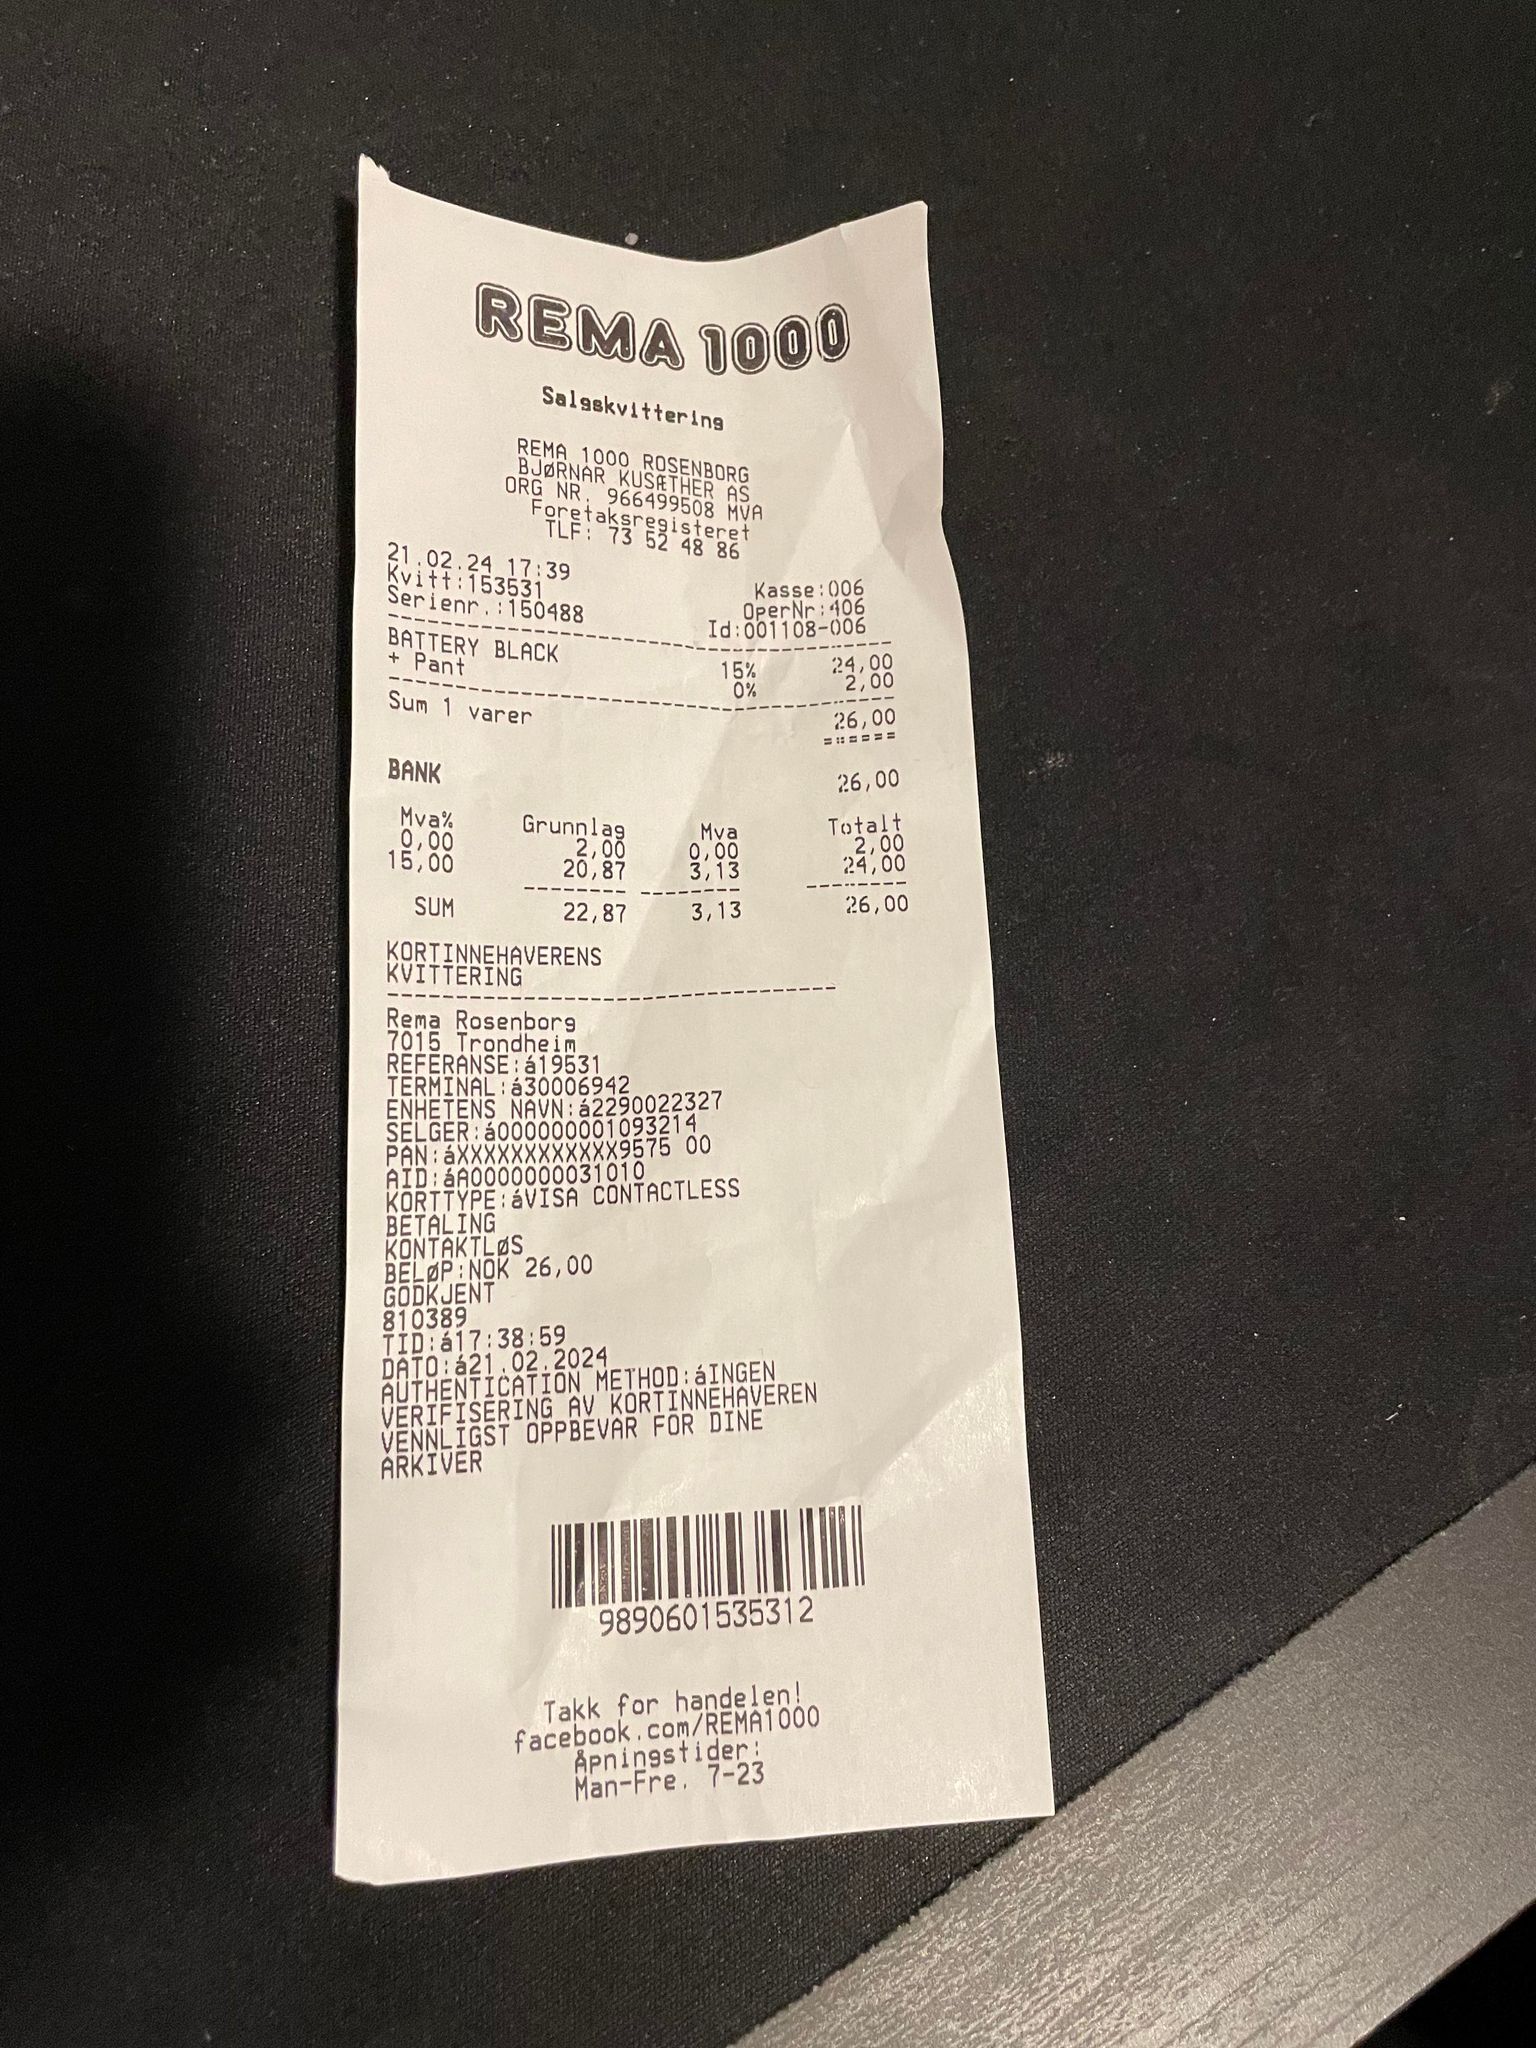 REMA 1000
Salgskvittering
REMA 1000 ROSENBORG
BJØRNAR KUSÆTHER AS
ORG NR. 966499508 MVA
Foretaksregisteret
TLF: 73 52 48 86
21.02.24 17:39
Kvitt:153531 Kasse:006
Serienr.:150488 OperNr:406
Id:001108-006
BATTERY BLACK 15% 24,00
+ Pant 0% 2,00
Sum 1 varer 26,00
======
BANK 26,00
Mva% Grunnlag Mva Totalt
0,00 2,00 0,00 2,00
15,00 20,87 3,13 24,00
SUM 22,87 3,13 26,00
KORTINNEHAVERENS
KVITTERING
Rema Rosenborg
7015 Trondheim
REFERANSE:á19531
TERMINAL:á30006942
ENHETENS NAVN:á2290022327
SELGER:á000000001093214
PAN:áXXXXXXXXXXXX9575 00
AID:áA0000000031010
KORTTYPE:áVISA CONTACTLESS
BETALING
KONTAKTLØS
BELØP:NOK 26,00
GODKJENT
810389
TID:á17:38:59
DATO:á21.02.2024
AUTHENTICATION METHOD:áINGEN
VERIFISERING AV KORTINNEHAVEREN
VENNLIGST OPPBEVAR FOR DINE
ARKIVER
9890601535312
Takk for handelen!
facebook.com/REMA1000
Åpningstider:
Man-Fre. 7-23